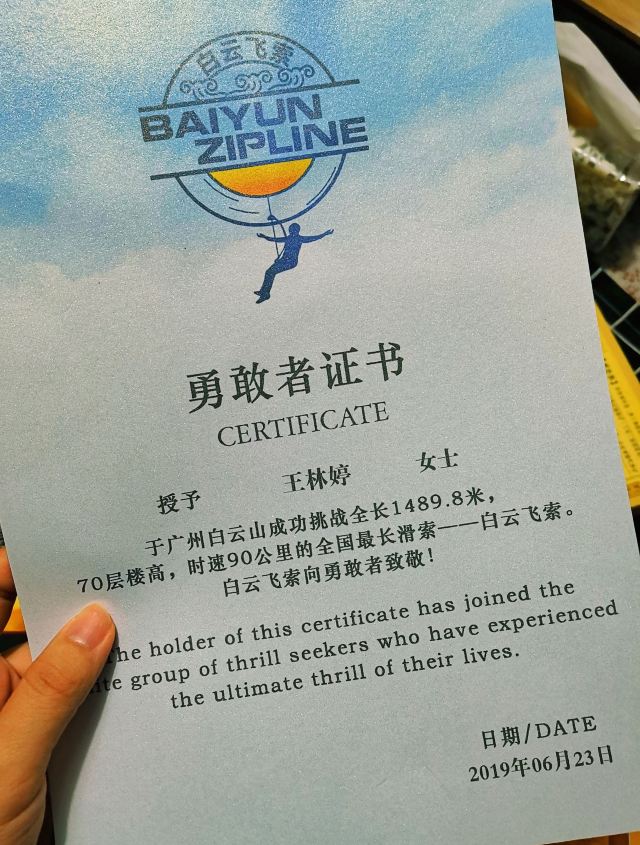 白云飞索
BAIYUN
ZIPLINE
勇敢者证书
CERTIFICATE
授予 王林婷 女士
于广州白云山成功挑战全长1489.8米，
70层楼高，时速90公里的全国最长滑索——白云飞索。
白云飞索向勇敢者致敬！
The holder of this certificate has joined the
group of thrill seekers who have experienced
the ultimate thrill of their lives.
日期/DATE
2019年06月23日